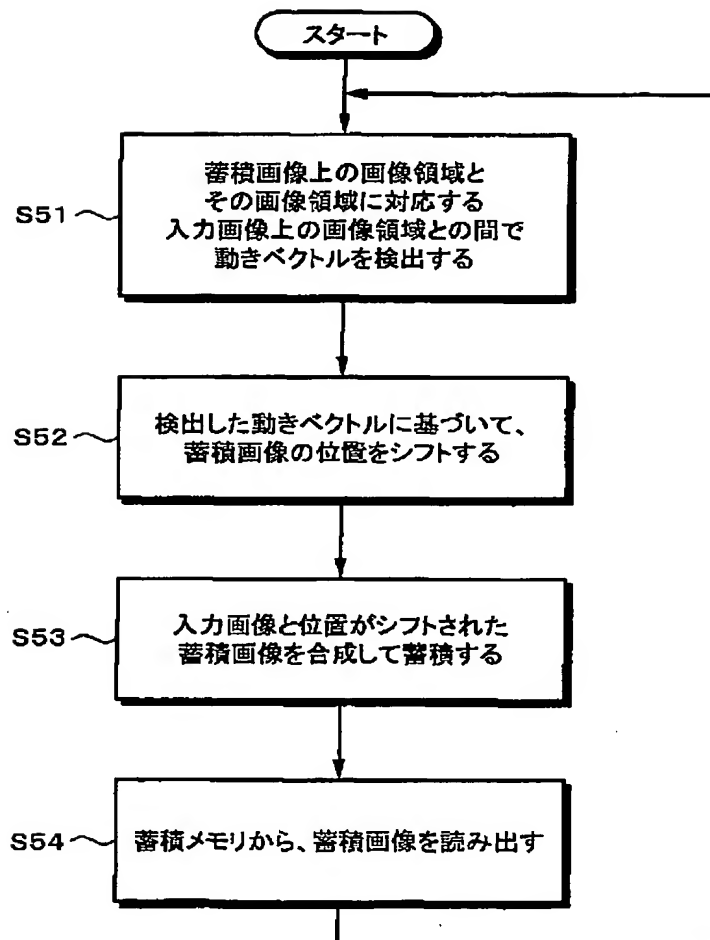 スタート
S51
蓄積画像上の画像領域と
その画像領域に対応する
入力画像上の画像領域との間で
動きベクトルを検出する
S52
検出した動きベクトルに基づいて、
蓄積画像の位置をシフトする
S53
入力画像と位置がシフトされた
蓄積画像を合成して蓄積する
S54
蓄積メモリから、蓄積画像を読み出す